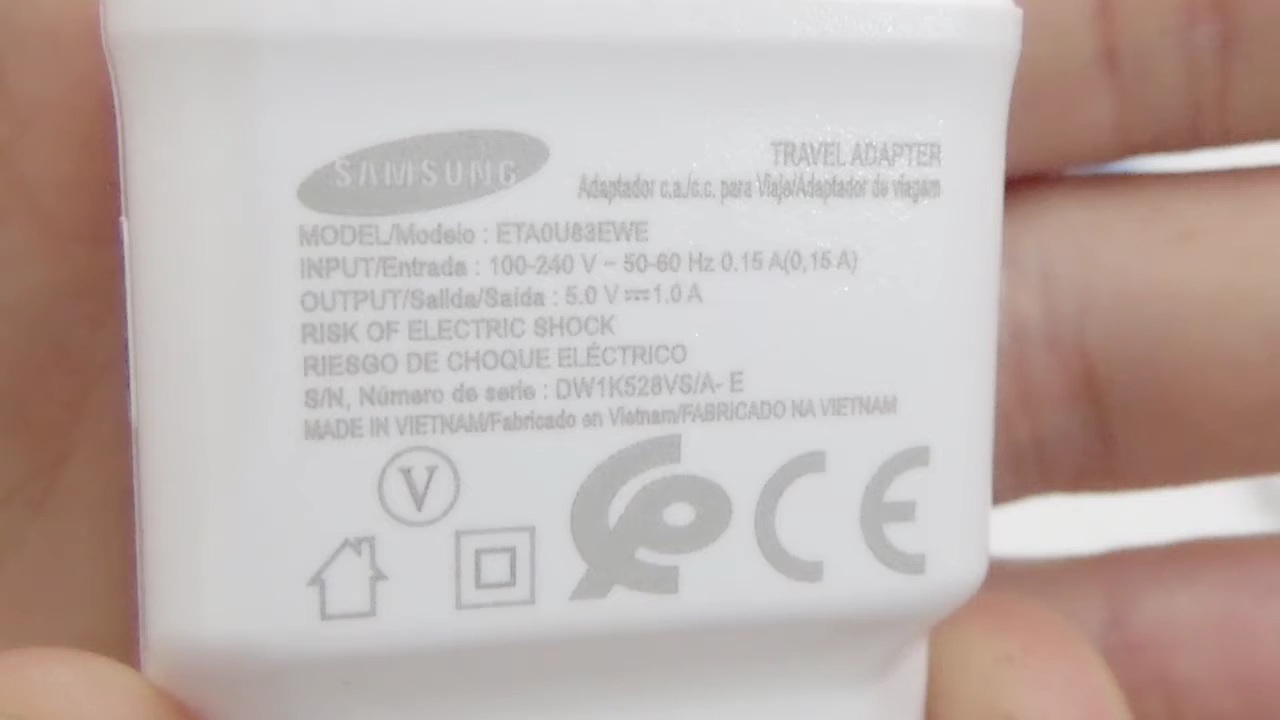 SAMSUNG
TRAVEL ADAPTER
Adaptador c.a./c.c. para Viaje/Adaptador de viagem
MODEL/Modelo : ETA0U83EWE
INPUT/Entrada : 100-240 V ~ 50-60 Hz 0.15 A(0,15 A)
OUTPUT/Salida/Saída : 5.0 V ⎓ 1.0 A
RISK OF ELECTRIC SHOCK
RIESGO DE CHOQUE ELÉCTRICO
S/N, Número de serie : DW1K528VS/A- E
MADE IN VIETNAM/Fabricado en Vietnam/FABRICADO NA VIETNAM
V
CE